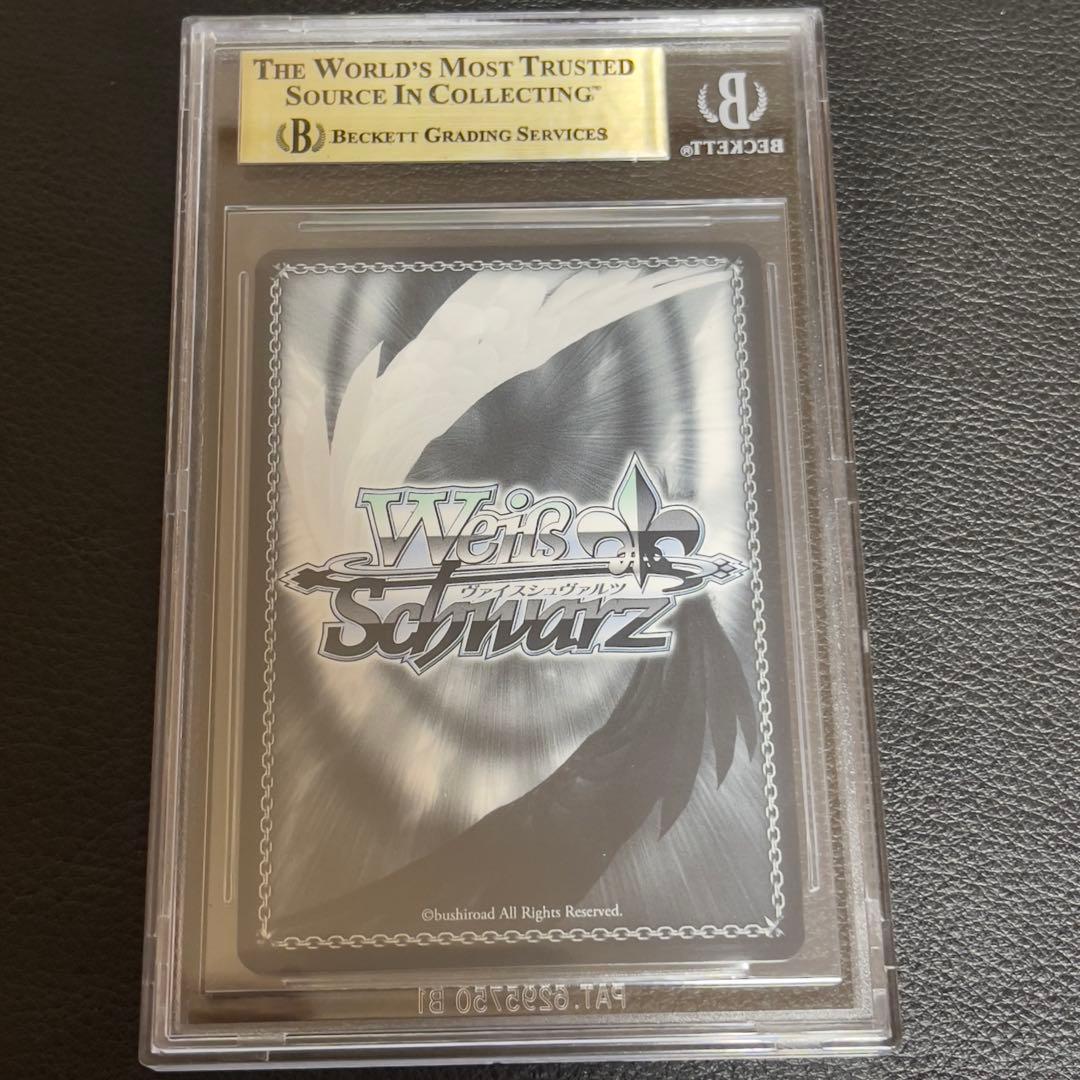 THE WORLD'S MOST TRUSTED
SOURCE IN COLLECTING™
B BECKETT GRADING SERVICES
B
BECKETT®
Weiß
ヴァイスシュヴァルツ
Schwarz
©bushiroad All Rights Reserved.
PAT.6295750 B1